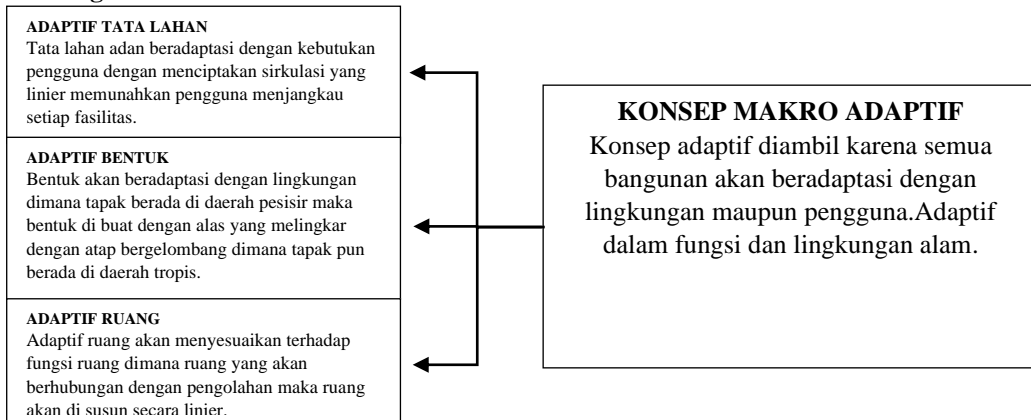 ADAPTIF TATA LAHAN
Tata lahan adan beradaptasi dengan kebutukan
pengguna dengan menciptakan sirkulasi yang
linier memunahkan pengguna menjangkau
setiap fasilitas.
ADAPTIF BENTUK
Bentuk akan beradaptasi dengan lingkungan
dimana tapak berada di daerah pesisir maka
bentuk di buat dengan alas yang melingkar
dengan atap bergelombang dimana tapak pun
berada di daerah tropis.
ADAPTIF RUANG
Adaptif ruang akan menyesuaikan terhadap
fungsi ruang dimana ruang yang akan
berhubungan dengan pengolahan maka ruang
akan di susun secara linier.
KONSEP MAKRO ADAPTIF
Konsep adaptif diambil karena semua
bangunan akan beradaptasi dengan
lingkungan maupun pengguna.Adaptif
dalam fungsi dan lingkungan alam.